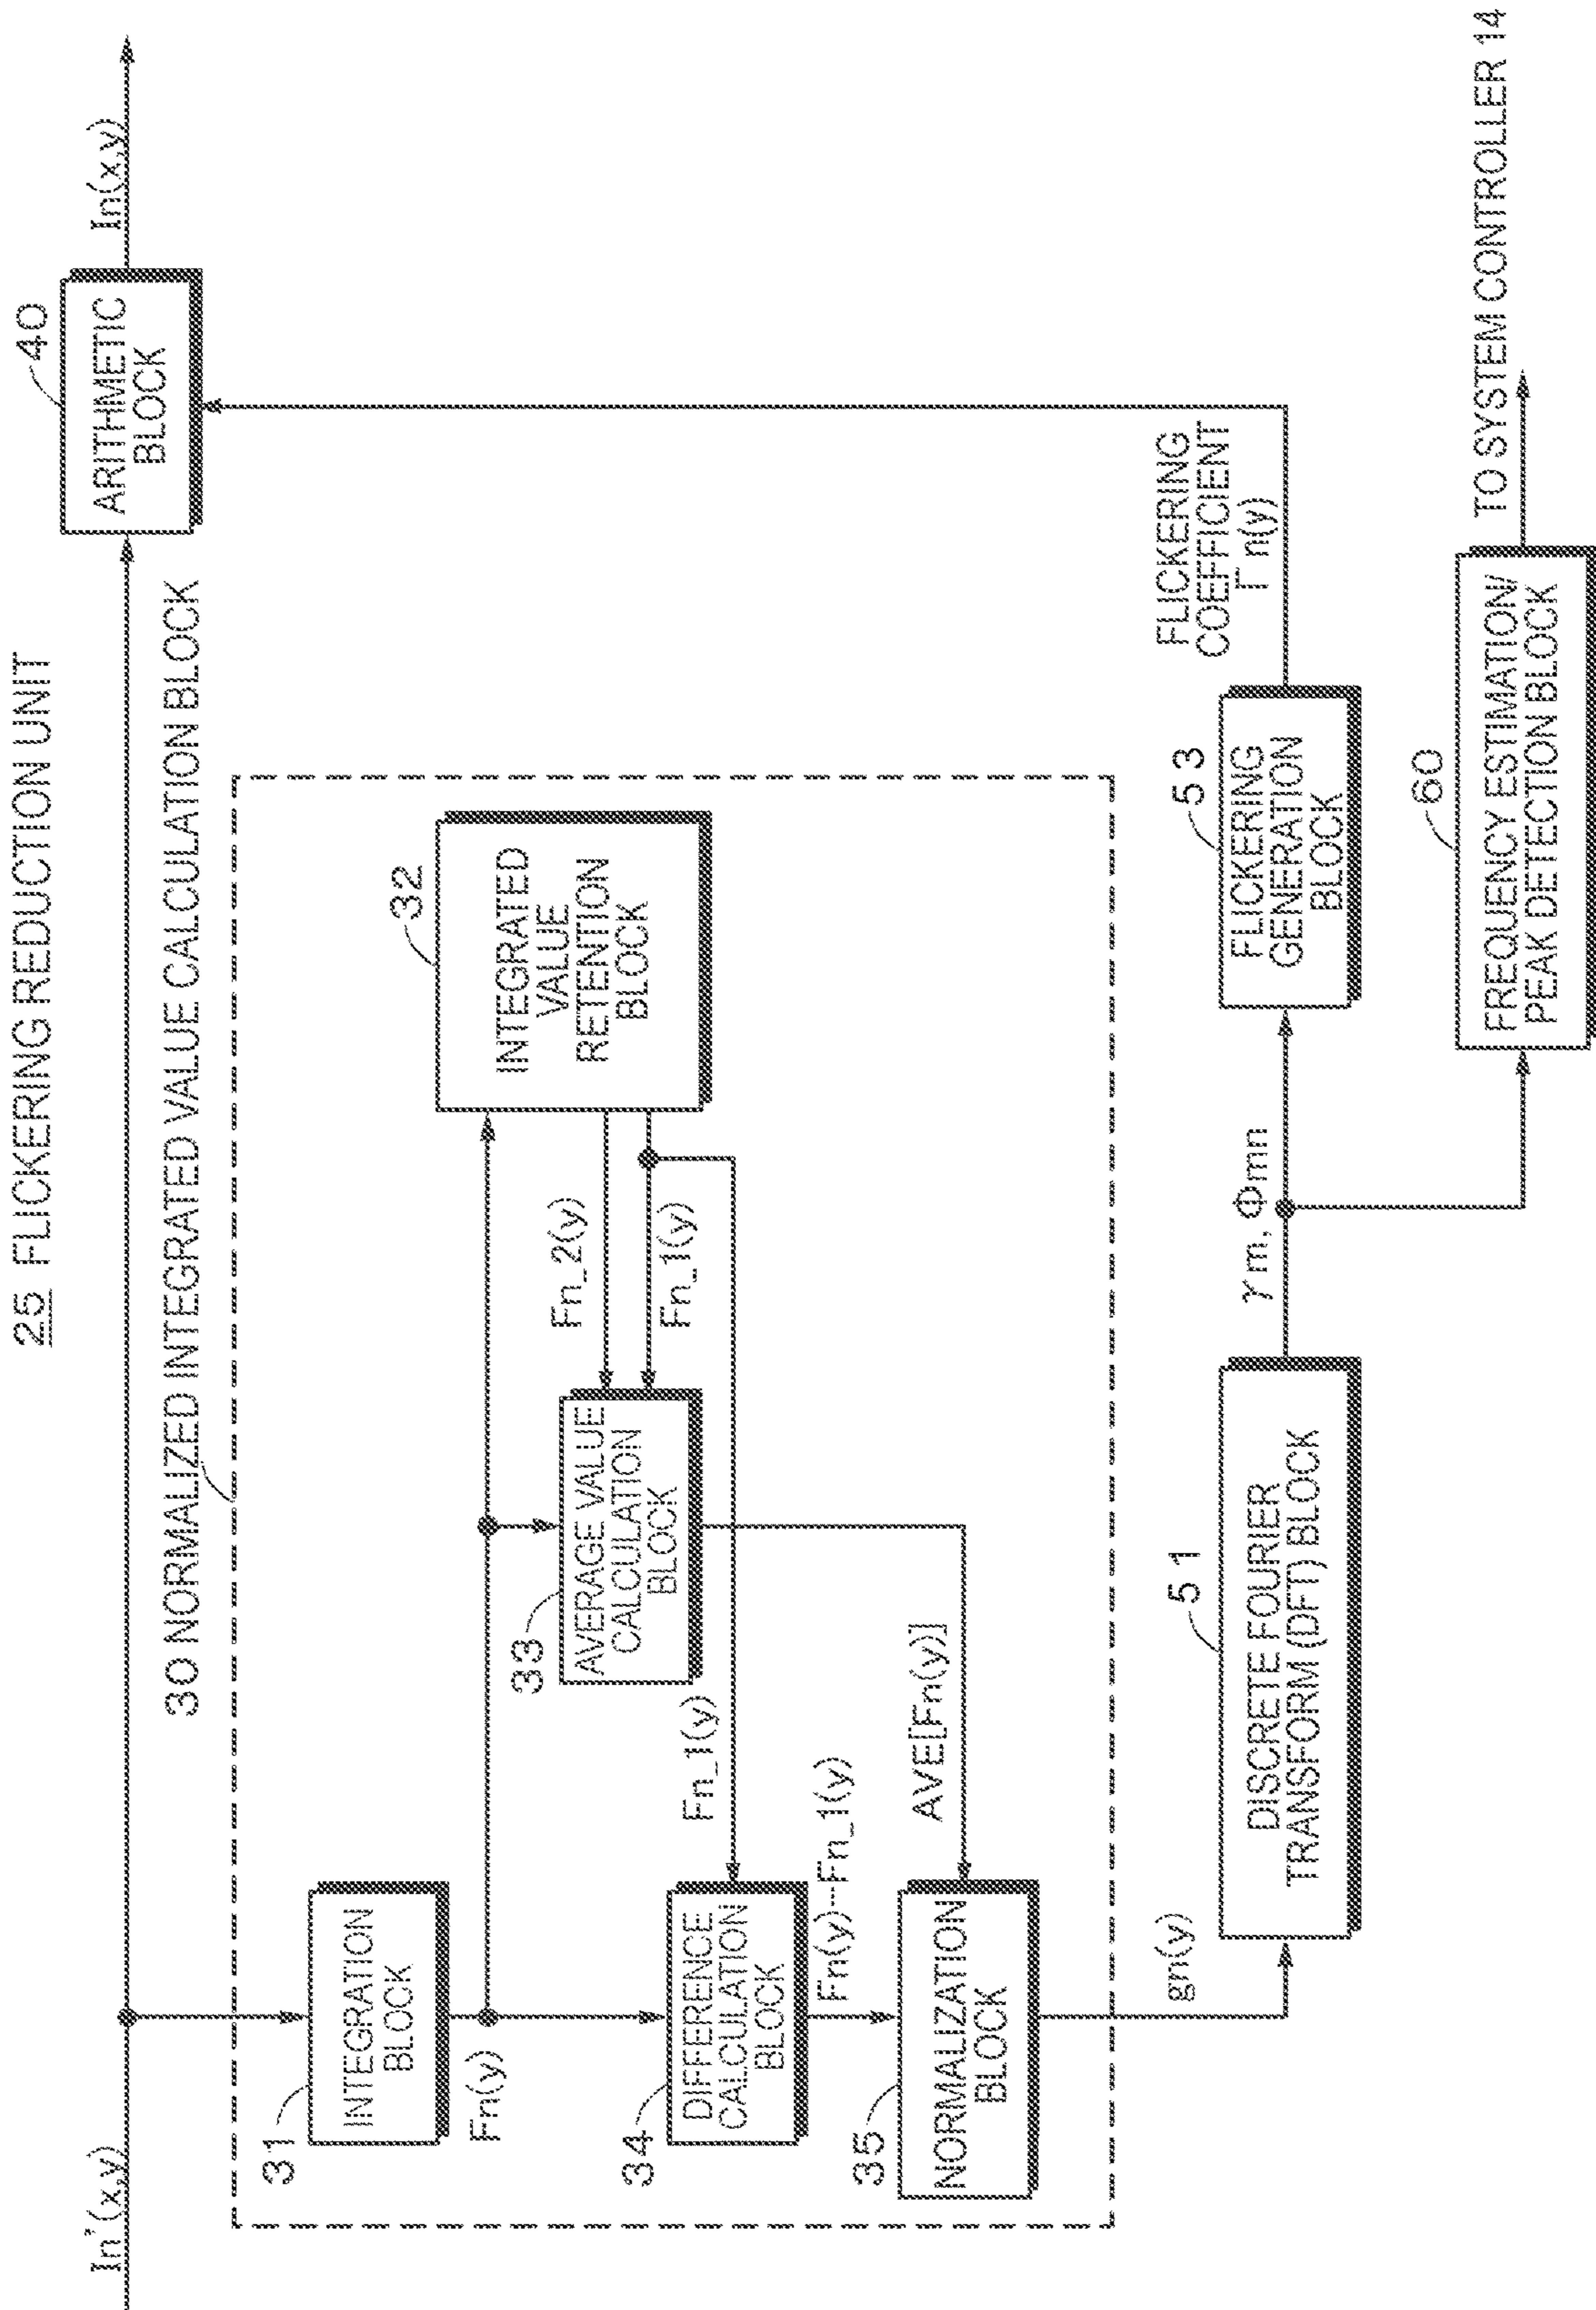 25 FLICKERING REDUCTION UNIT
In'(x,y)
In(x,y)
40
ARITHMETIC
BLOCK
30 NORMALIZED INTEGRATED VALUE CALCULATION BLOCK
31
INTEGRATION
BLOCK
Fn(y)
32
INTEGRATED
VALUE
RETENTION
BLOCK
Fn_2(y)
Fn_1(y)
33
AVERAGE VALUE
CALCULATION
BLOCK
Fn_1(y)
34
DIFFERENCE
CALCULATION
BLOCK
Fn(y)--Fn_1(y)
AVE[Fn(y)]
35
NORMALIZATION
BLOCK
gn(y)
51
DISCRETE FOURIER
TRANSFORM (DFT) BLOCK
γm, Φmn
53
FLICKERING
GENERATION
BLOCK
FLICKERING
COEFFICIENT
Γn(y)
60
FREQUENCY ESTIMATION/
PEAK DETECTION BLOCK
TO SYSTEM CONTROLLER 14